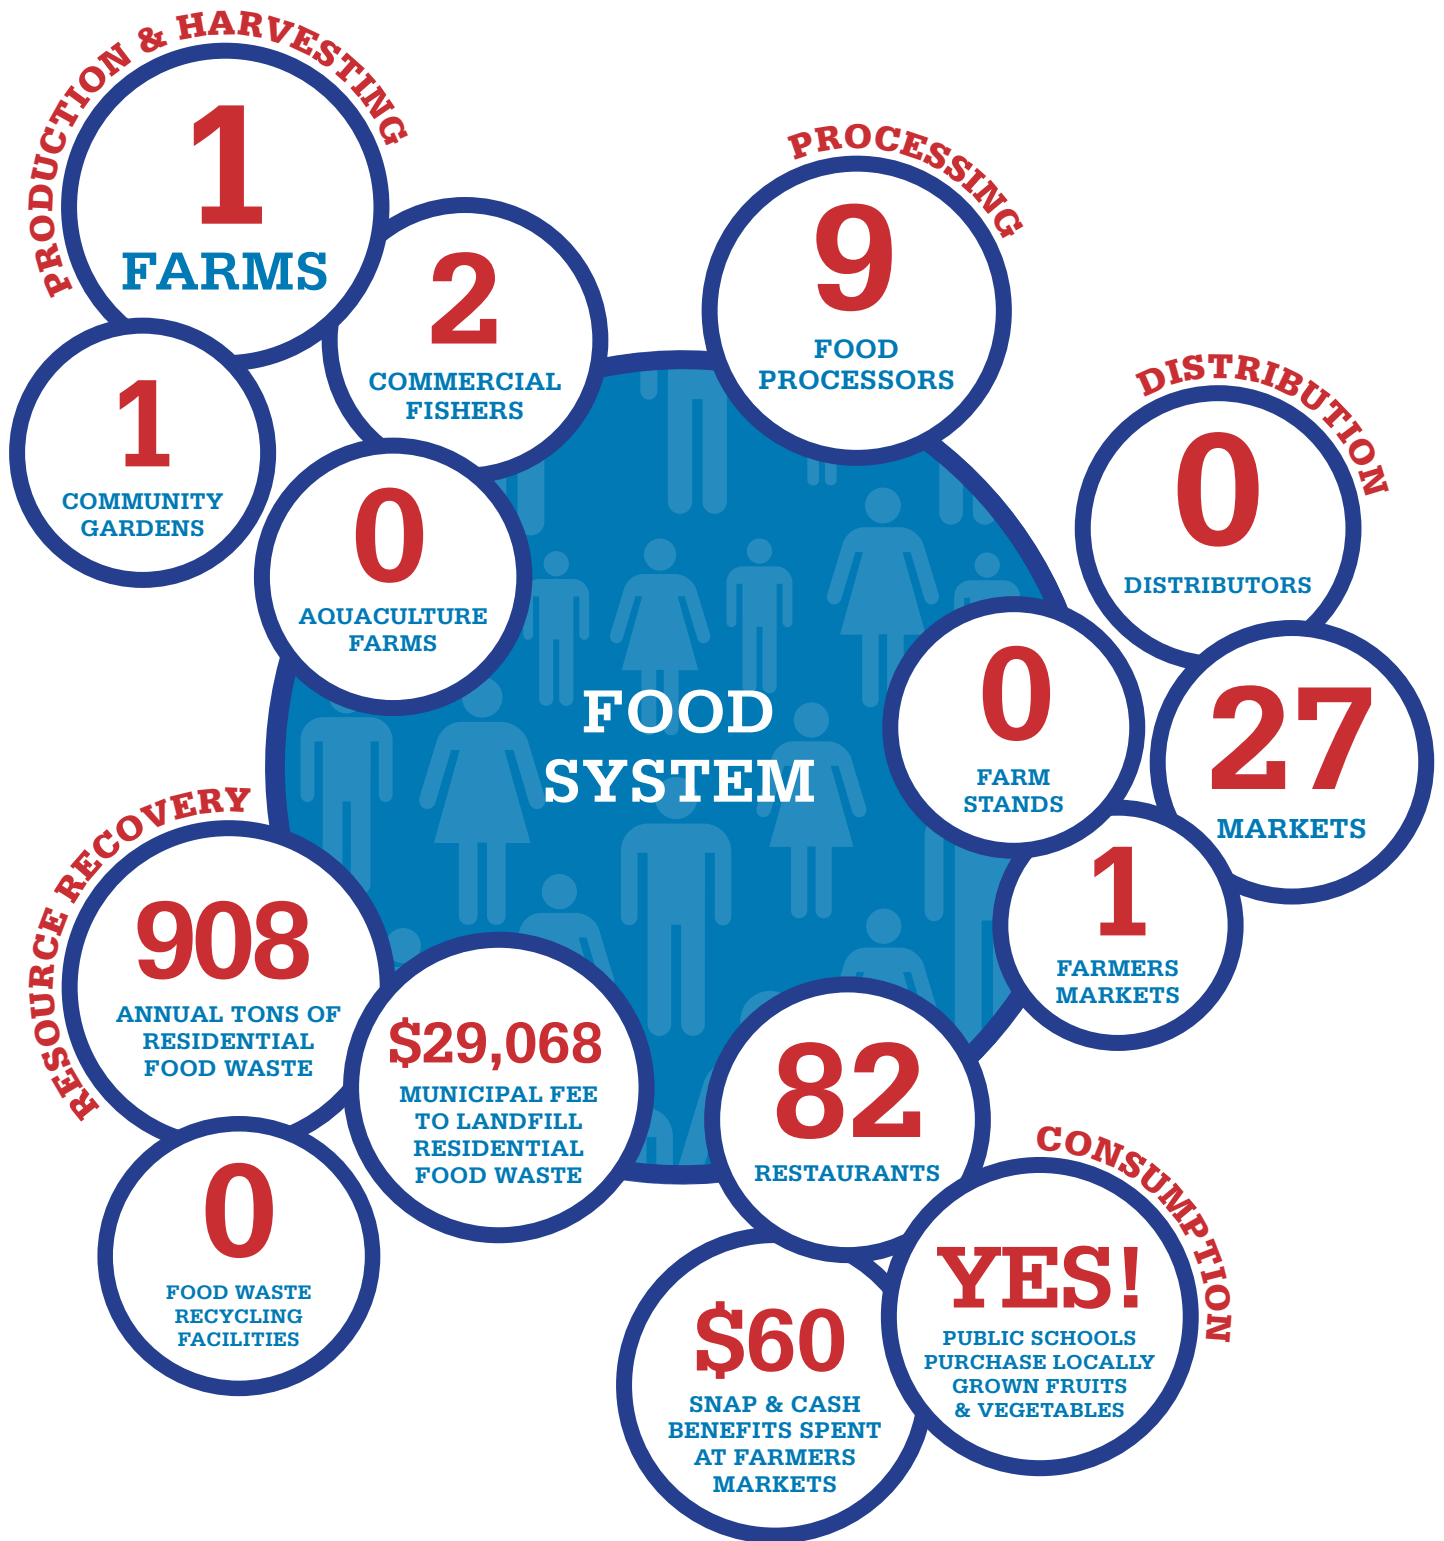 PRODUCTION & HARVESTING
1
FARMS
2
COMMERCIAL
FISHERS
1
COMMUNITY
GARDENS
0
AQUACULTURE
FARMS
PROCESSING
9
FOOD
PROCESSORS
DISTRIBUTION
0
DISTRIBUTORS
0
FARM
STANDS
27
MARKETS
1
FARMERS
MARKETS
FOOD
SYSTEM
RESOURCE RECOVERY
908
ANNUAL TONS OF
RESIDENTIAL
FOOD WASTE
$29,068
MUNICIPAL FEE
TO LANDFILL
RESIDENTIAL
FOOD WASTE
0
FOOD WASTE
RECYCLING
FACILITIES
CONSUMPTION
82
RESTAURANTS
YES!
PUBLIC SCHOOLS
PURCHASE LOCALLY
GROWN FRUITS
& VEGETABLES
$60
SNAP & CASH
BENEFITS SPENT
AT FARMERS
MARKETS